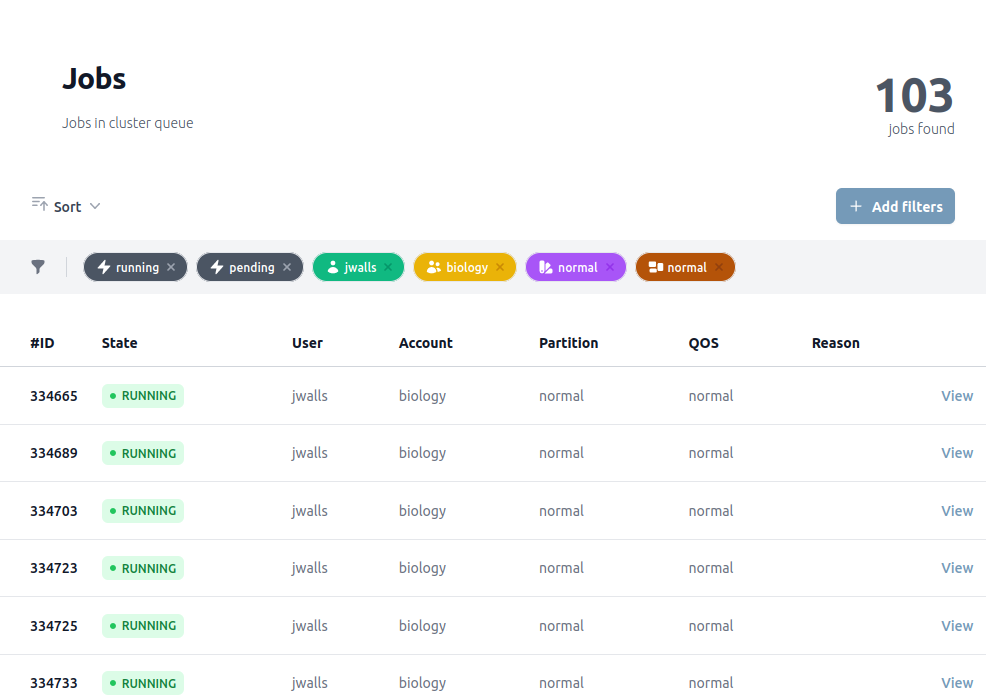 Jobs
Jobs in cluster queue
103
jobs found
Sort
+ Add filters
running × pending × jwalls × biology × normal × normal ×
#ID State User Account Partition QOS Reason
334665 RUNNING jwalls biology normal normal View
334689 RUNNING jwalls biology normal normal View
334703 RUNNING jwalls biology normal normal View
334723 RUNNING jwalls biology normal normal View
334725 RUNNING jwalls biology normal normal View
334733 RUNNING jwalls biology normal normal View